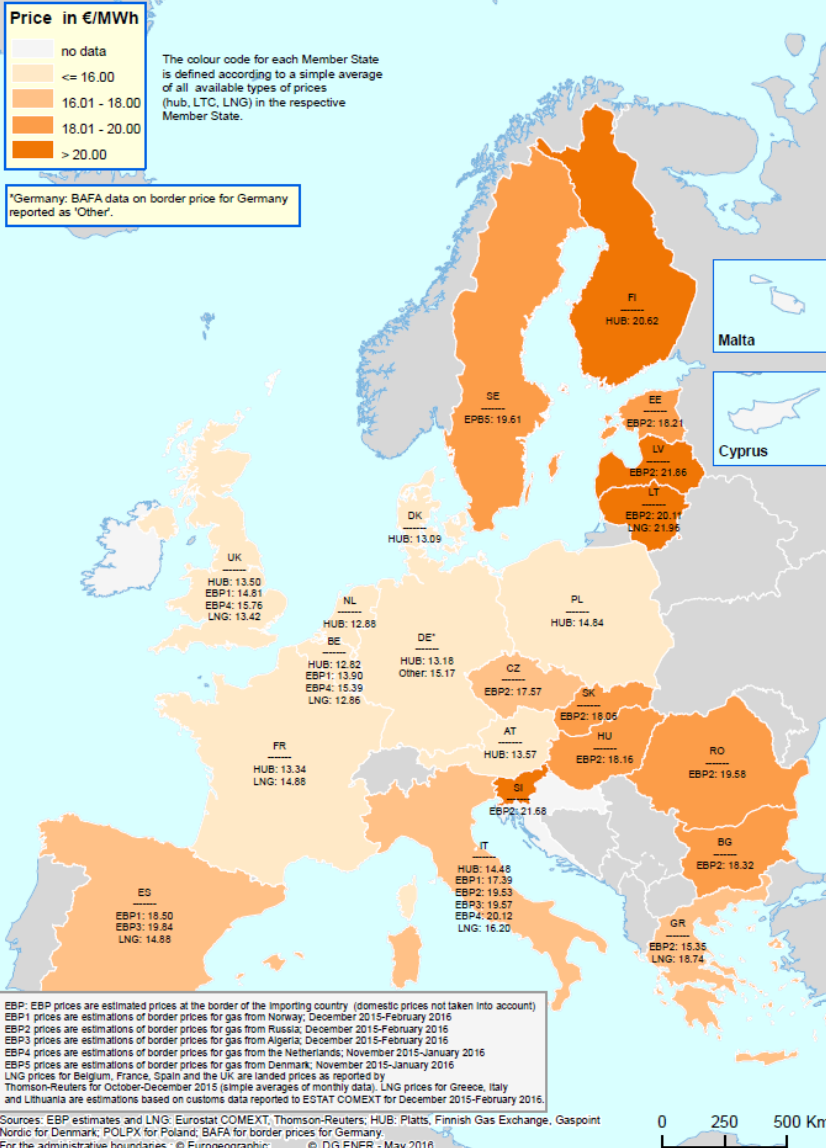 Price in €/MWh
no data
<= 16.00
16.01 - 18.00
18.01 - 20.00
> 20.00
The colour code for each Member State
is defined according to a simple average
of all available types of prices
(hub, LTC, LNG) in the respective
Member State.
*Germany: BAFA data on border price for Germany
reported as 'Other'.
FI
-------
HUB: 20.62
Malta
Cyprus
SE
-------
EPB5: 19.61
EE
-------
EBP2: 18.21
LV
-------
EBP2: 21.86
LT
-------
EBP2: 20.11
LNG: 21.95
DK
-------
HUB: 13.09
UK
-------
HUB: 13.50
EBP1: 14.81
EBP4: 15.76
LNG: 13.42
NL
-------
HUB: 12.88
BE
-------
HUB: 12.82
EBP1: 13.90
EBP4: 15.39
LNG: 12.86
DE*
-------
HUB: 13.18
Other: 15.17
PL
-------
HUB: 14.84
CZ
-------
EBP2: 17.57
SK
-------
EBP2: 18.06
AT
-------
HUB: 13.57
HU
-------
EBP2: 18.16
RO
-------
EBP2: 19.58
FR
-------
HUB: 13.34
LNG: 14.88
SI
-------
EBP2: 21.68
BG
-------
EBP2: 18.32
IT
-------
HUB: 14.48
EBP1: 17.39
EBP2: 19.53
EBP3: 19.57
EBP4: 20.12
LNG: 16.20
ES
-------
EBP1: 18.50
EBP3: 19.84
LNG: 14.88
GR
-------
EBP2: 15.35
LNG: 18.74
EBP: EBP prices are estimated prices at the border of the importing country (domestic prices not taken into account)
EBP1 prices are estimations of border prices for gas from Norway; December 2015-February 2016
EBP2 prices are estimations of border prices for gas from Russia; December 2015-February 2016
EBP3 prices are estimations of border prices for gas from Algeria; December 2015-February 2016
EBP4 prices are estimations of border prices for gas from the Netherlands; November 2015-January 2016
EBP5 prices are estimations of border prices for gas from Denmark; November 2015-January 2016
LNG prices for Belgium, France, Spain and the UK are landed prices as reported by
Thomson-Reuters for October-December 2015 (simple averages of monthly data). LNG prices for Greece, Italy
and Lithuania are estimations based on customs data reported to ESTAT COMEXT for December 2015-February 2016.
Sources: EBP estimates and LNG: Eurostat COMEXT, Thomson-Reuters; HUB: Platts, Finnish Gas Exchange, Gaspoint
Nordic for Denmark; POLPX for Poland; BAFA for border prices for Germany.
For the administrative boundaries : © Eurogeographic © DG ENER - May 2016
0 250 500 Km